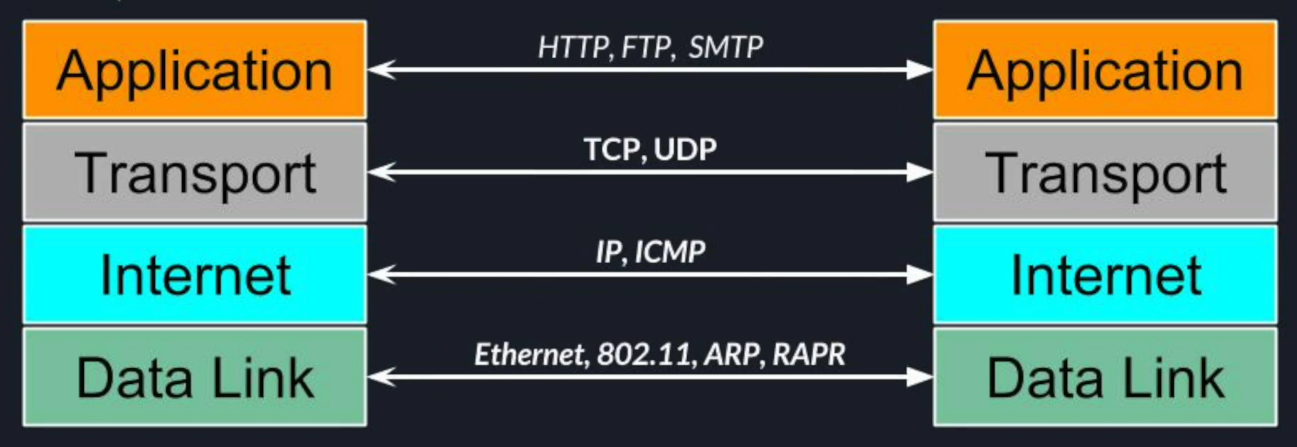 Application HTTP, FTP, SMTP Application
Transport TCP, UDP Transport
Internet IP, ICMP Internet
Data Link Ethernet, 802.11, ARP, RAPR Data Link